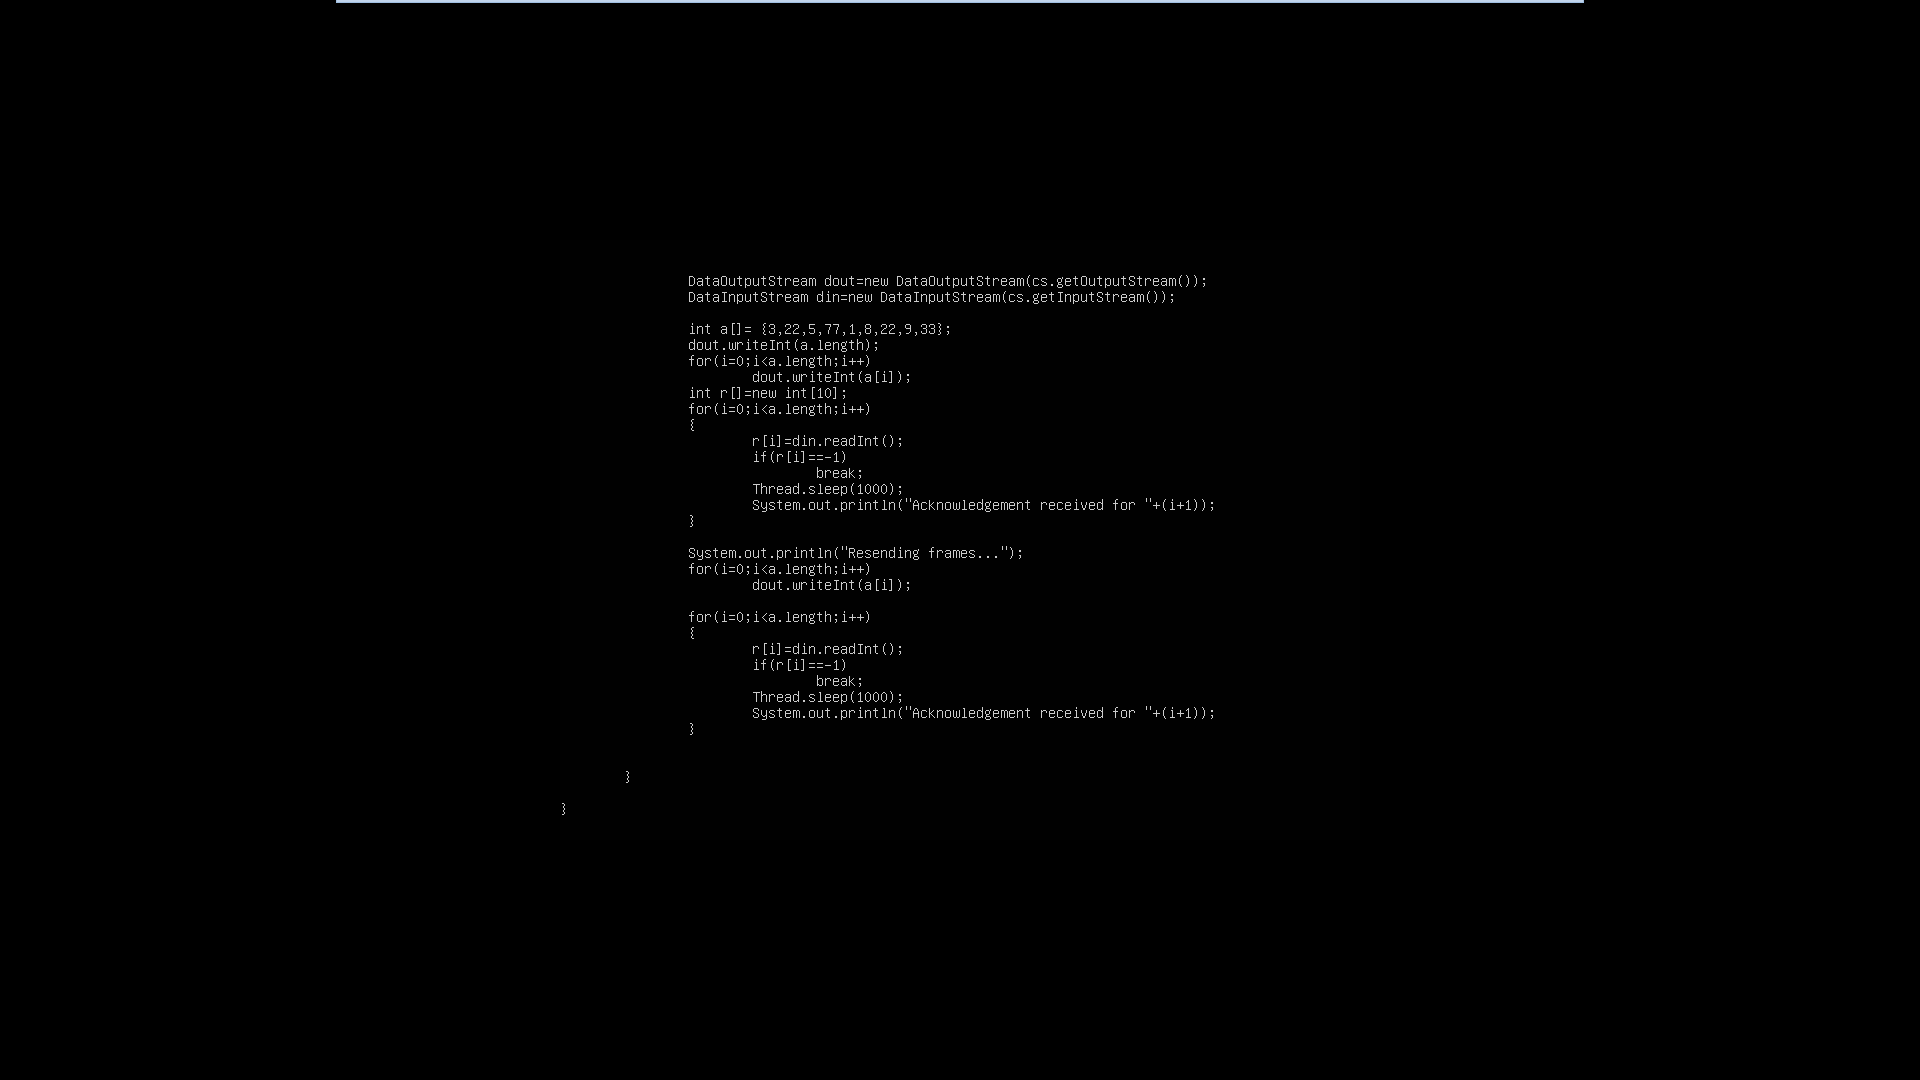 DataOutputStream dout=new DataOutputStream(cs.getOutputStream());
DataInputStream din=new DataInputStream(cs.getInputStream());
int a[]= {3,22,5,77,1,8,22,9,33};
dout.writeInt(a.length);
for(i=0;i<a.length;i++)
dout.writeInt(a[i]);
int r[]=new int[10];
for(i=0;i<a.length;i++)
{
r[i]=din.readInt();
if(r[i]==-1)
break;
Thread.sleep(1000);
System.out.println("Acknowledgement received for "+(i+1));
}
System.out.println("Resending frames...");
for(i=0;i<a.length;i++)
dout.writeInt(a[i]);
for(i=0;i<a.length;i++)
{
r[i]=din.readInt();
if(r[i]==-1)
break;
Thread.sleep(1000);
System.out.println("Acknowledgement received for "+(i+1));
}
}
}